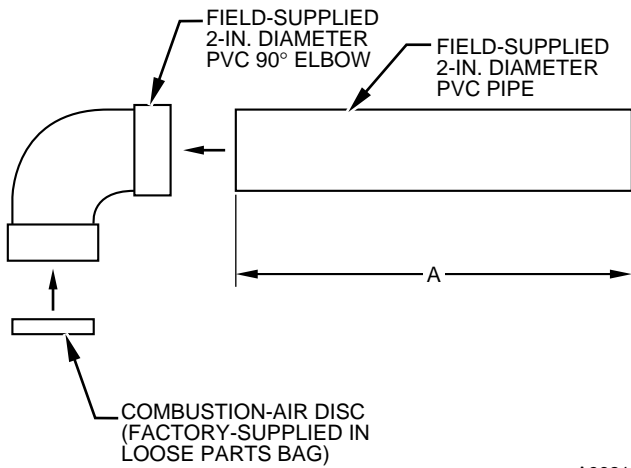 FIELD-SUPPLIED
2-IN. DIAMETER
PVC 90° ELBOW
FIELD-SUPPLIED
2-IN. DIAMETER
PVC PIPE
A
COMBUSTION-AIR DISC
(FACTORY-SUPPLIED IN
LOOSE PARTS BAG)